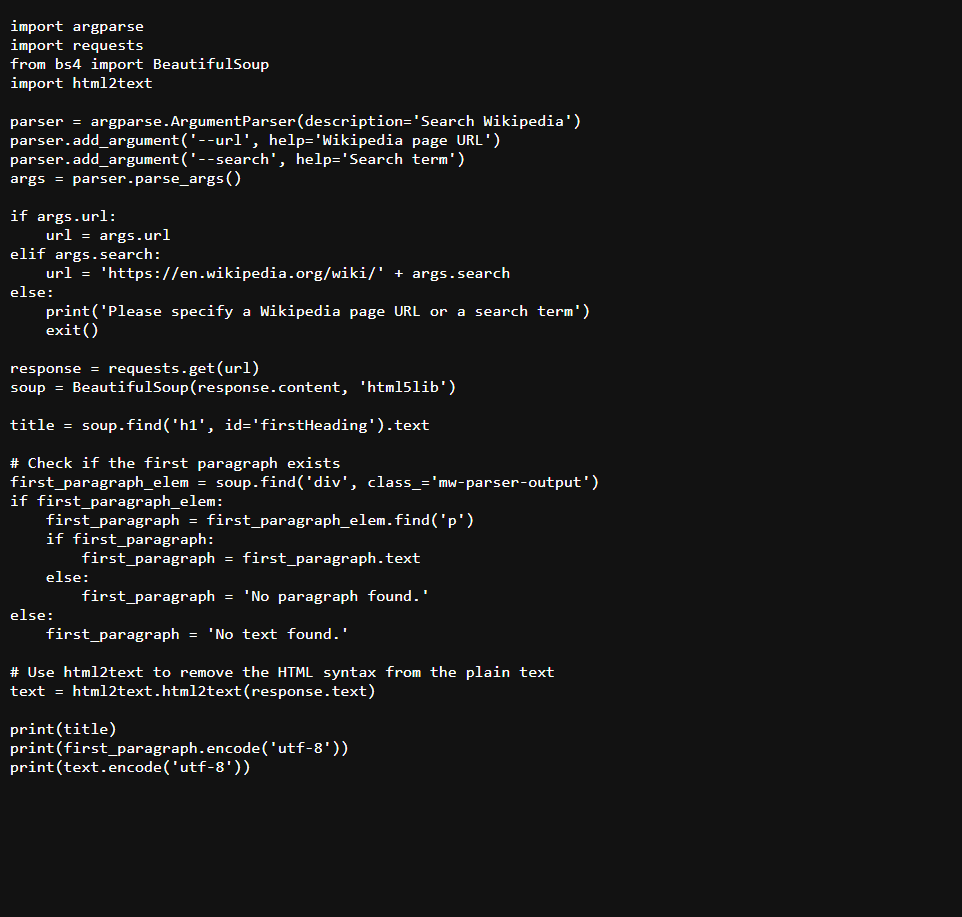 import argparse
import requests
from bs4 import BeautifulSoup
import html2text

parser = argparse.ArgumentParser(description='Search Wikipedia')
parser.add_argument('--url', help='Wikipedia page URL')
parser.add_argument('--search', help='Search term')
args = parser.parse_args()

if args.url:
    url = args.url
elif args.search:
    url = 'https://en.wikipedia.org/wiki/' + args.search
else:
    print('Please specify a Wikipedia page URL or a search term')
    exit()

response = requests.get(url)
soup = BeautifulSoup(response.content, 'html5lib')

title = soup.find('h1', id='firstHeading').text

# Check if the first paragraph exists
first_paragraph_elem = soup.find('div', class_='mw-parser-output')
if first_paragraph_elem:
    first_paragraph = first_paragraph_elem.find('p')
    if first_paragraph:
        first_paragraph = first_paragraph.text
    else:
        first_paragraph = 'No paragraph found.'
else:
    first_paragraph = 'No text found.'

# Use html2text to remove the HTML syntax from the plain text
text = html2text.html2text(response.text)

print(title)
print(first_paragraph.encode('utf-8'))
print(text.encode('utf-8'))